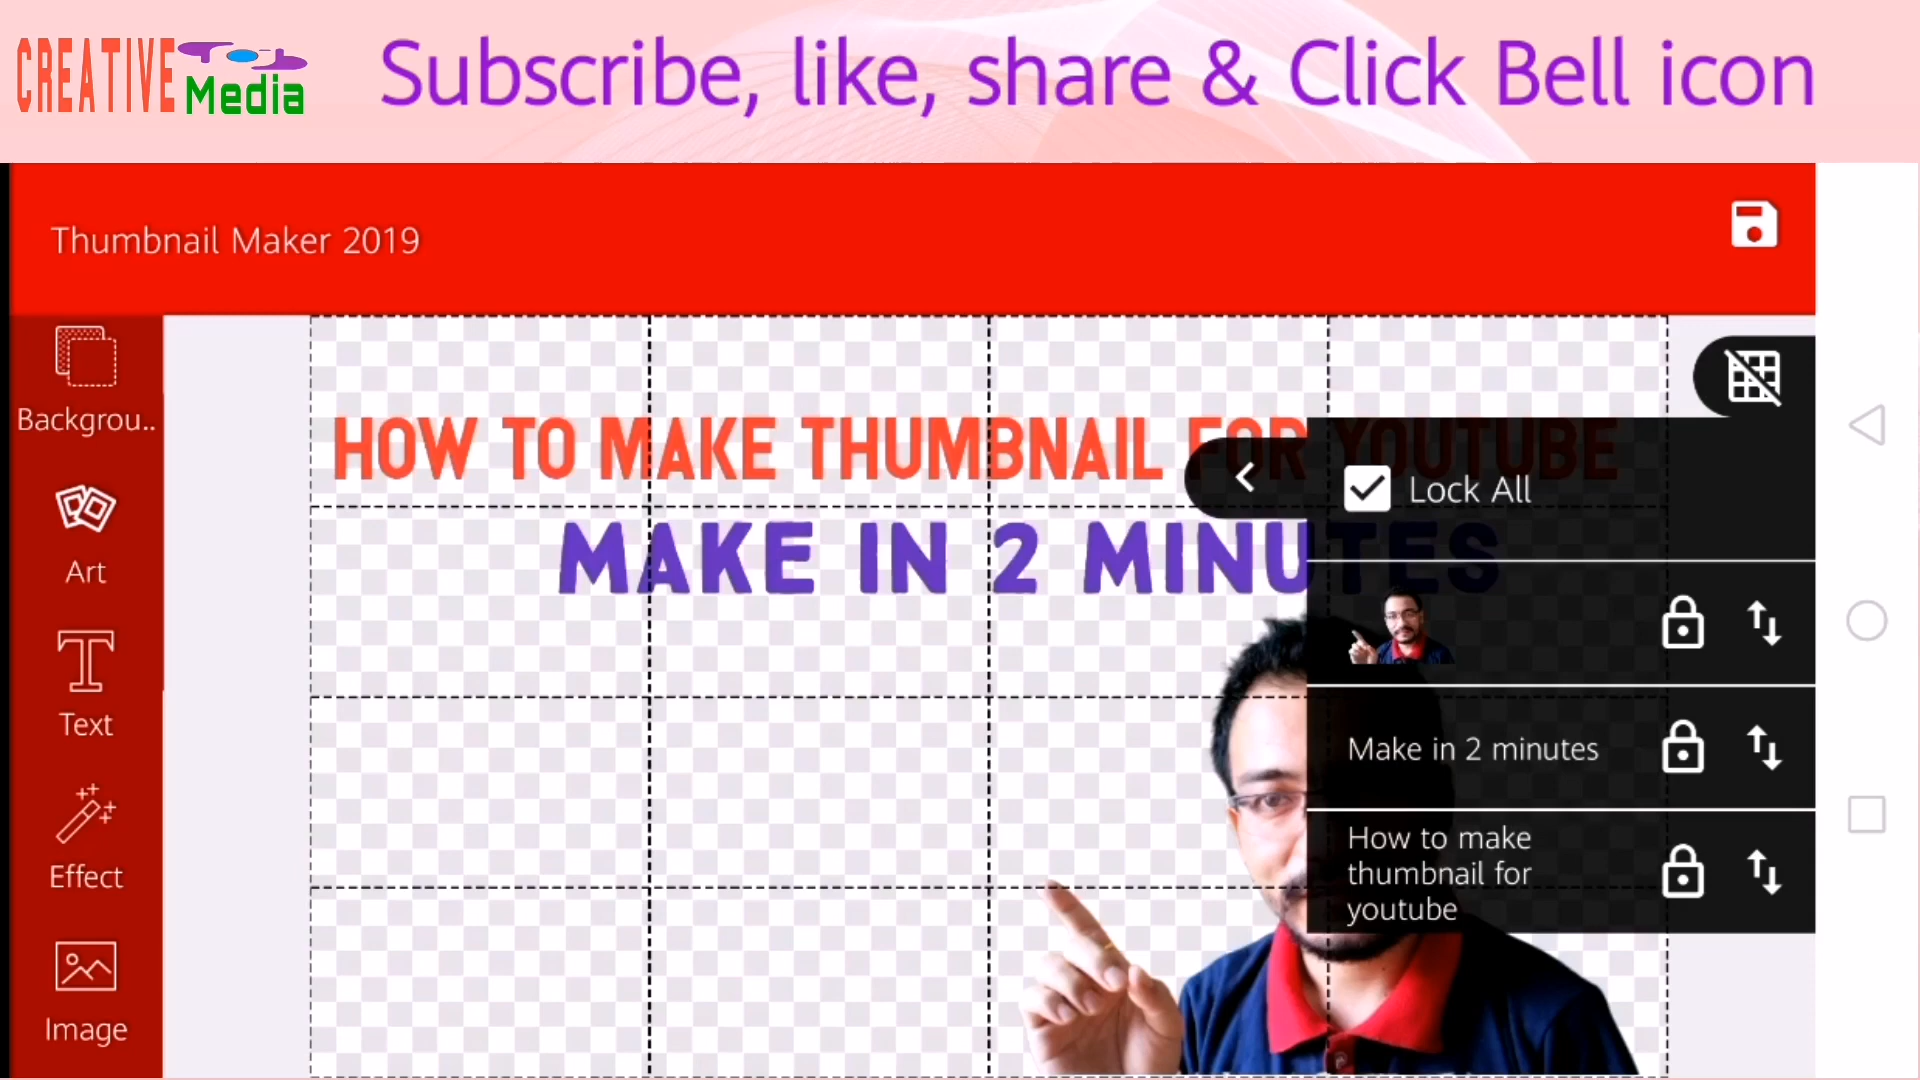 CREATIVE Tob
Media
Subscribe, like, share & Click Bell icon
Thumbnail Maker 2019
Backgrou..
Art
Text
Effect
Image
HOW TO MAKE THUMBNAIL FOR YOUTUBE
MAKE IN 2 MINUTES
Lock All
Make in 2 minutes
How to make
thumbnail for
youtube